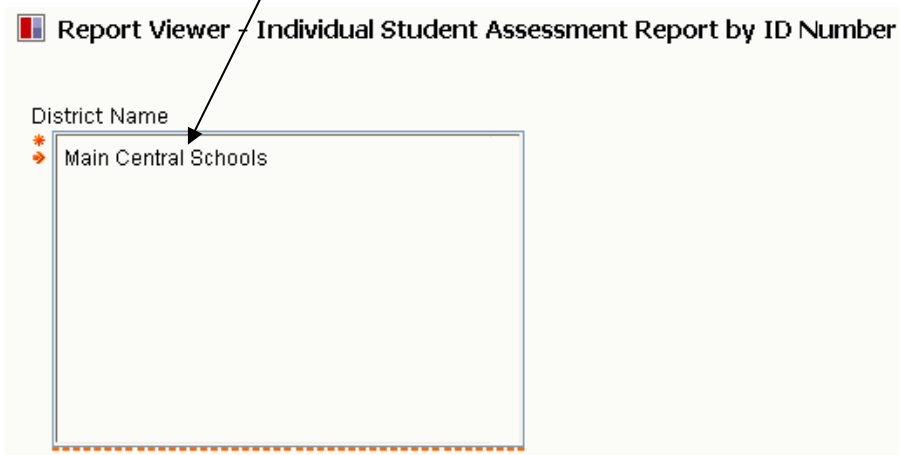 Report Viewer - Individual Student Assessment Report by ID Number
District Name
Main Central Schools